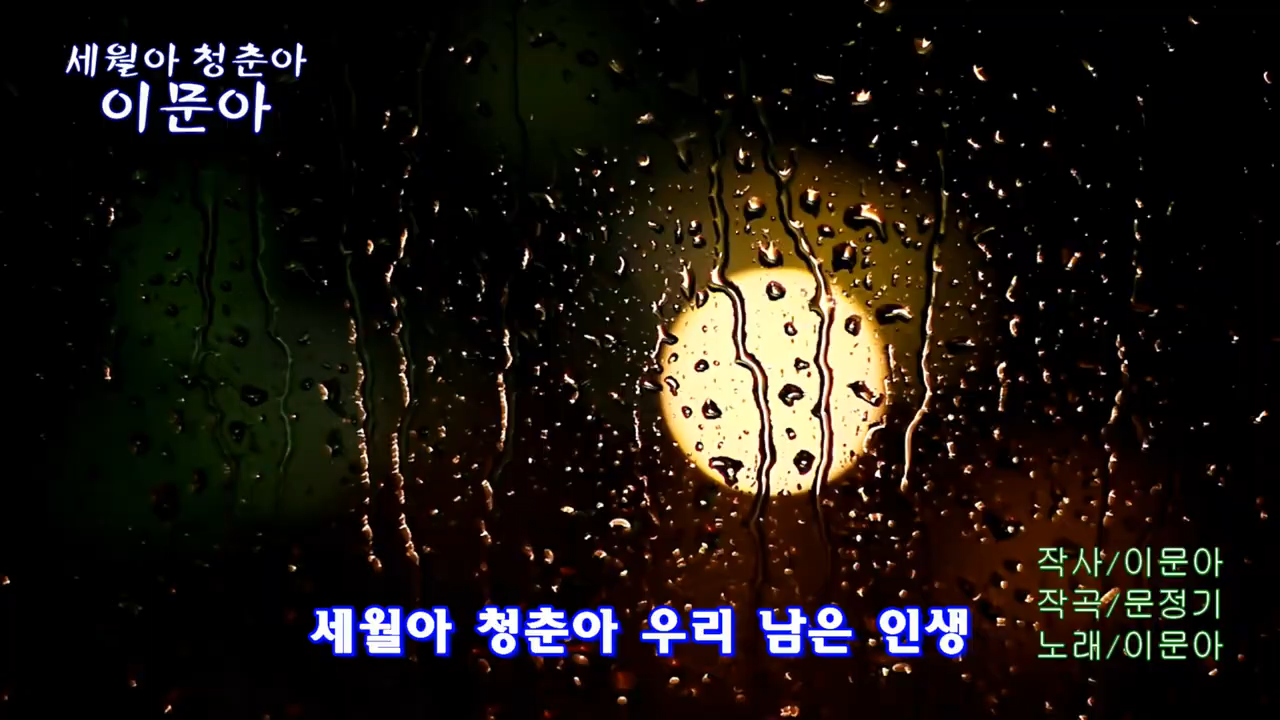 세월아 청춘아
이문아
작사/이문아
작곡/문정기
노래/이문아
세월아 청춘아 우리 남은 인생